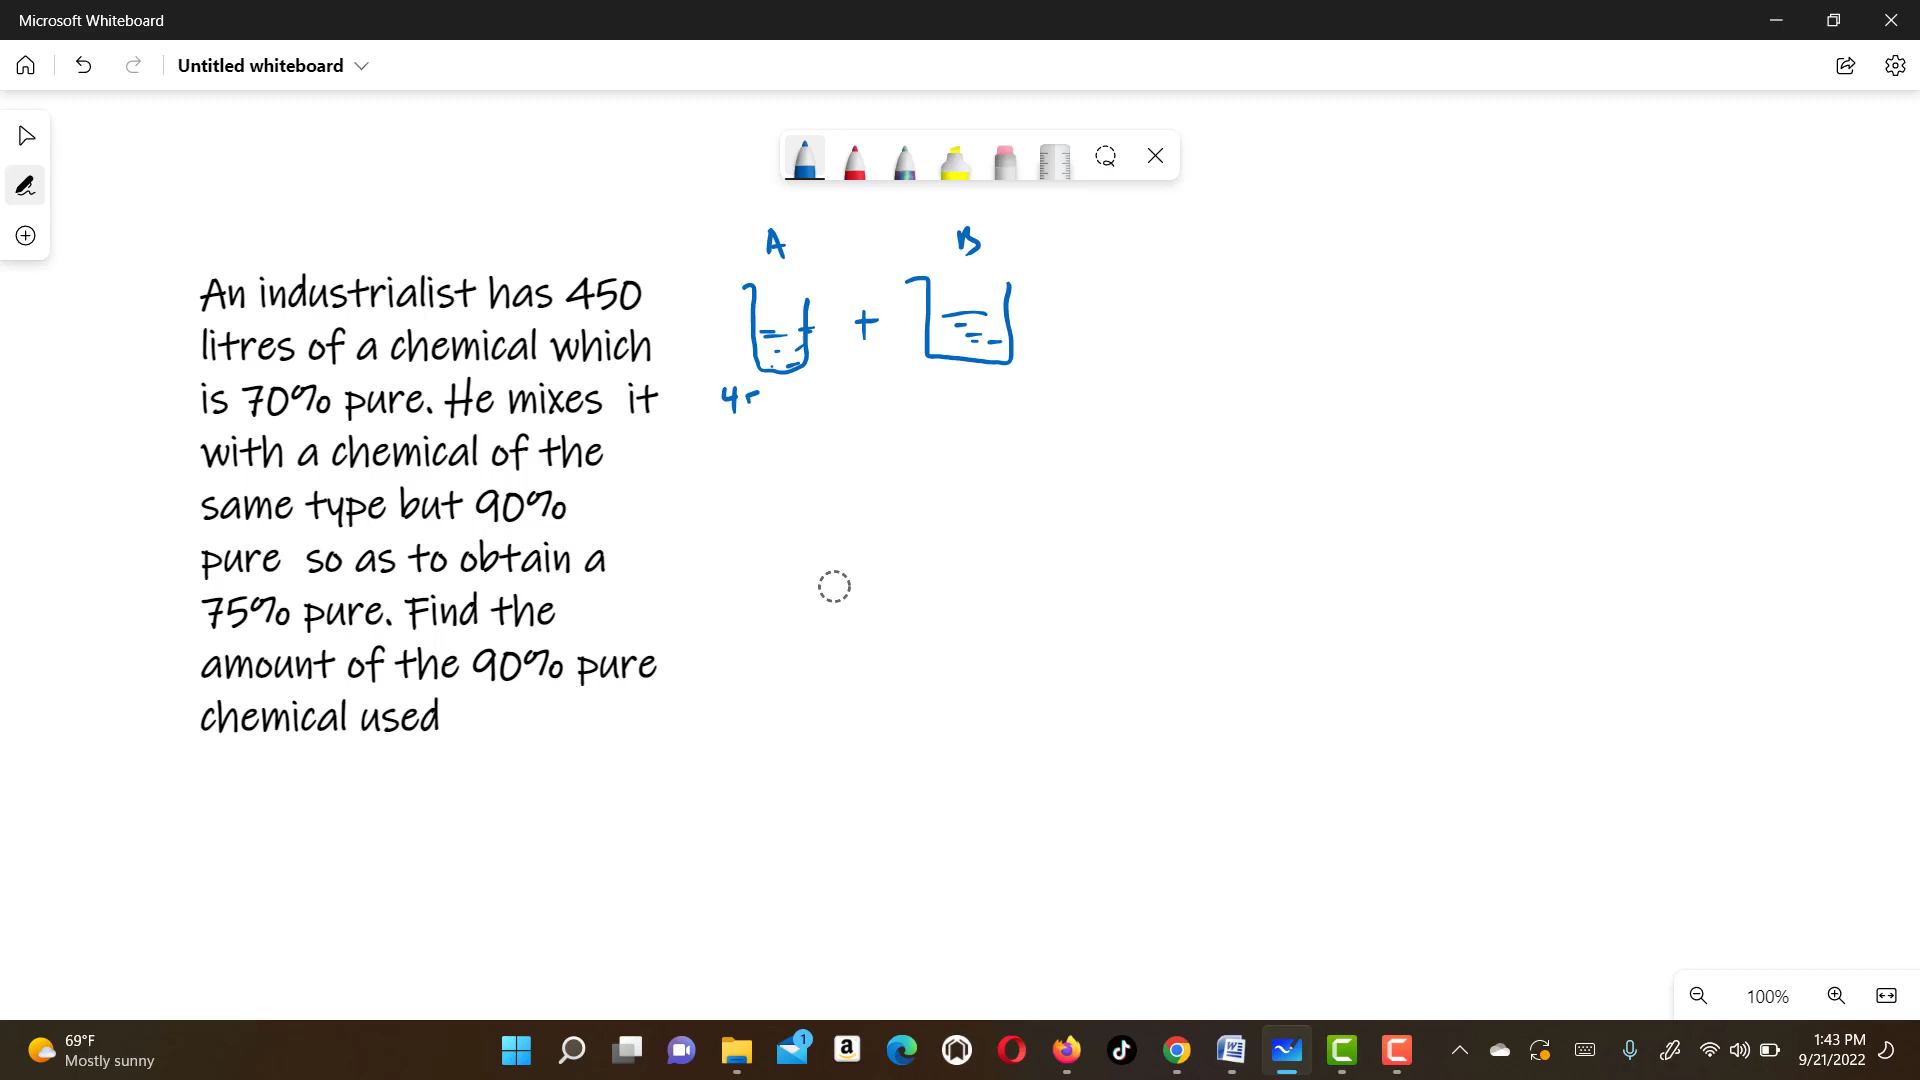 Microsoft Whiteboard
Untitled whiteboard
A
B
An industrialist has 450
litres of a chemical which
is 70% pure. He mixes it
with a chemical of the
same type but 90%
pure so as to obtain a
75% pure. Find the
amount of the 90% pure
chemical used
+
4
100%
69°F
Mostly sunny
1
a
1:43 PM
9/21/2022